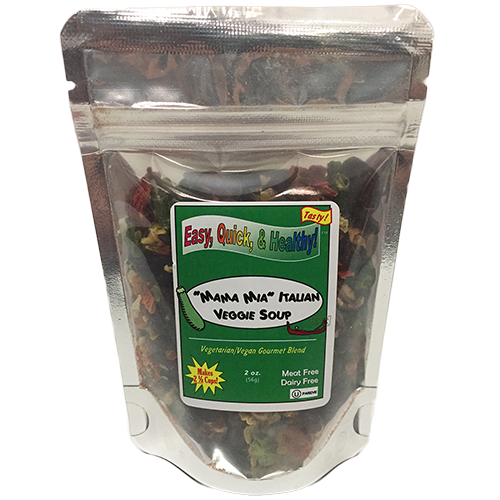 Tasty!
Easy, Quick, & Healthy!
"Mama Mia" Italian
Veggie Soup
Vegetarian/Vegan Gourmet Blend
Makes
2 oz.
Meat Free
(56g)
Dairy Free
U PAREVE